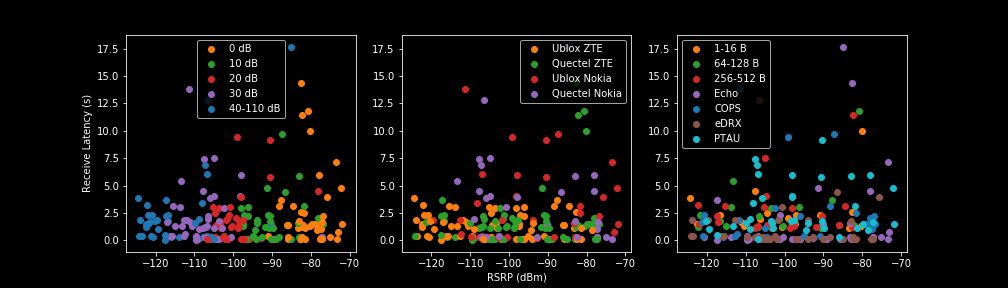 Receive Latency (s)
17.5
15.0
12.5
10.0
7.5
5.0
2.5
0.0
−120 −110 −100 −90 −80 −70
0 dB
10 dB
20 dB
30 dB
40-110 dB
17.5
15.0
12.5
10.0
7.5
5.0
2.5
0.0
−120 −110 −100 −90 −80 −70
RSRP (dBm)
Ublox ZTE
Quectel ZTE
Ublox Nokia
Quectel Nokia
17.5
15.0
12.5
10.0
7.5
5.0
2.5
0.0
−120 −110 −100 −90 −80 −70
1-16 B
64-128 B
256-512 B
Echo
COPS
eDRX
PTAU